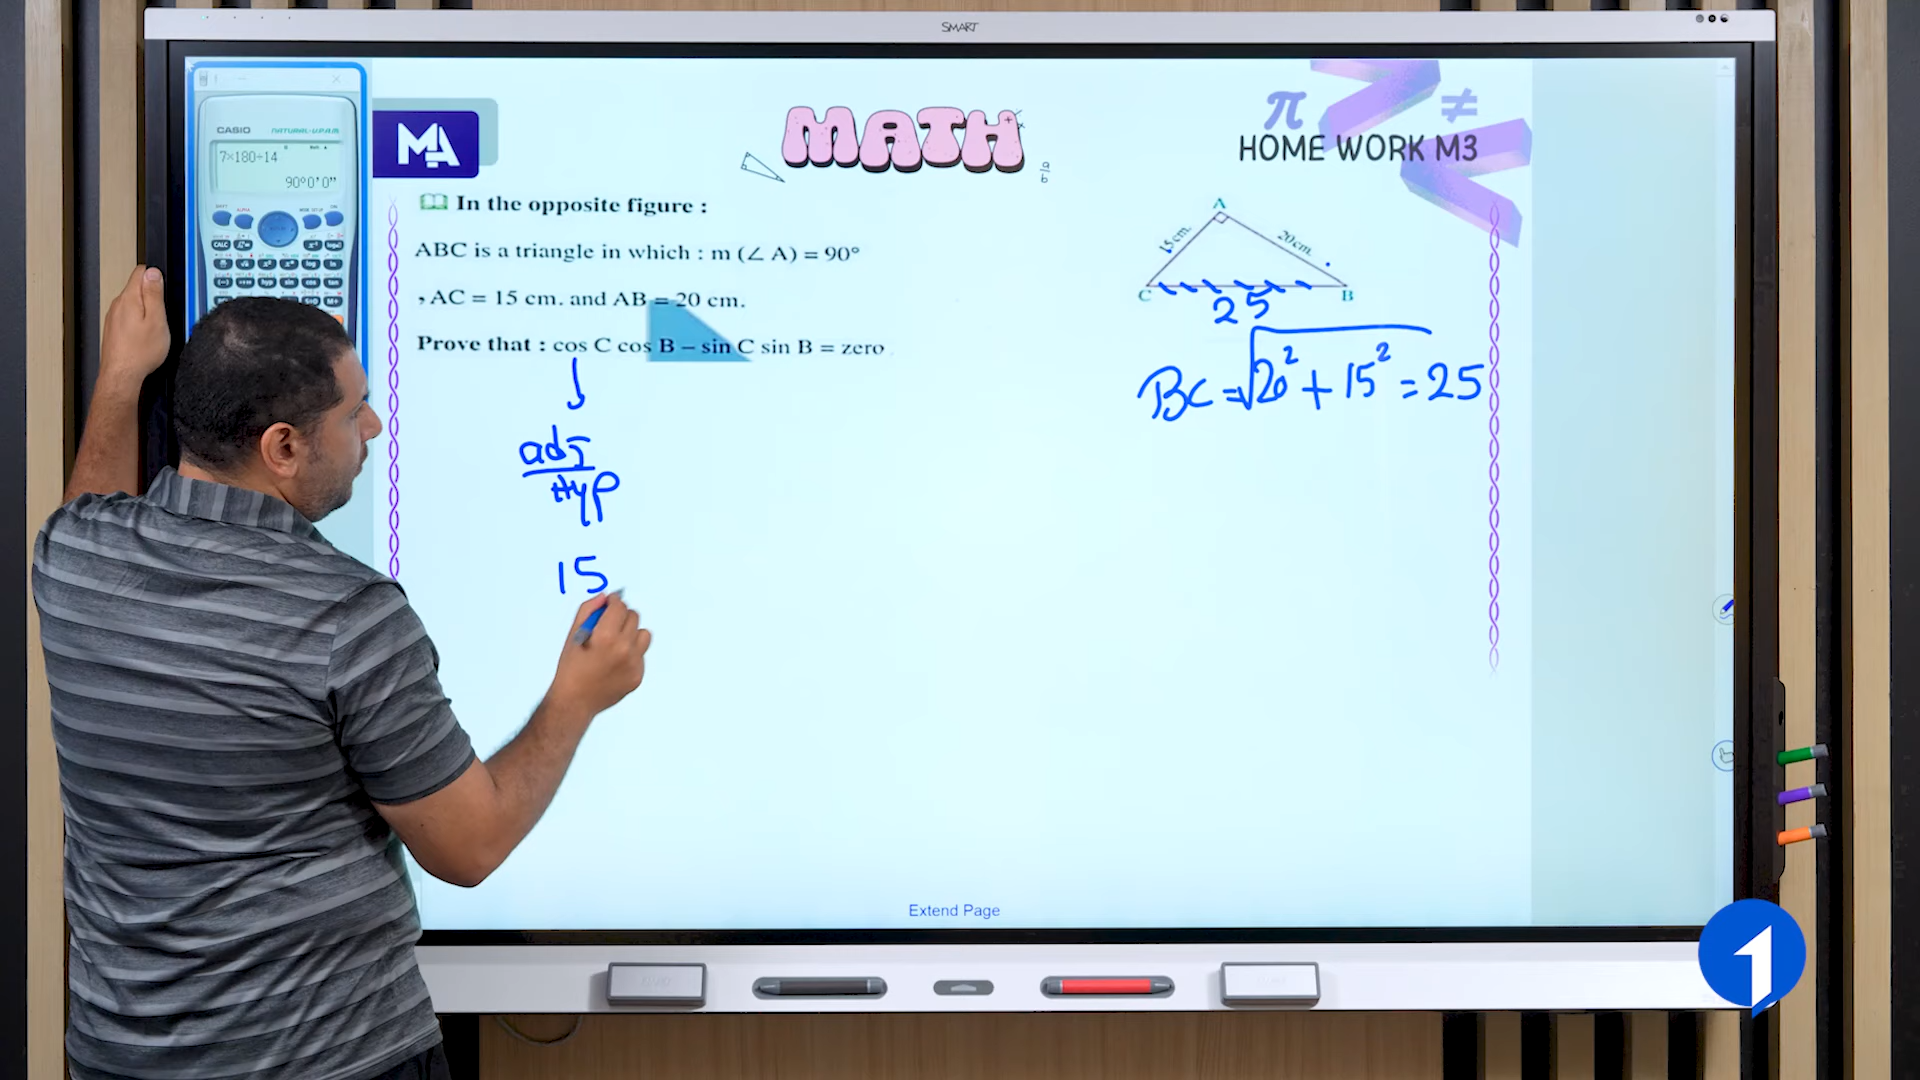 SMART
CASIO NATURAL-V.P.A.M.
7×180÷14
90°0'0"
MA
MATH
π ≠
HOME WORK M3
In the opposite figure :
ABC is a triangle in which : m (∠ A) = 90°
, AC = 15 cm. and AB = 20 cm.
Prove that : cos C cos B – sin C sin B = zero
A
15 cm.
20 cm.
C
B
25
BC = √20² + 15² = 25
adj
Hyp
15
Extend Page
1